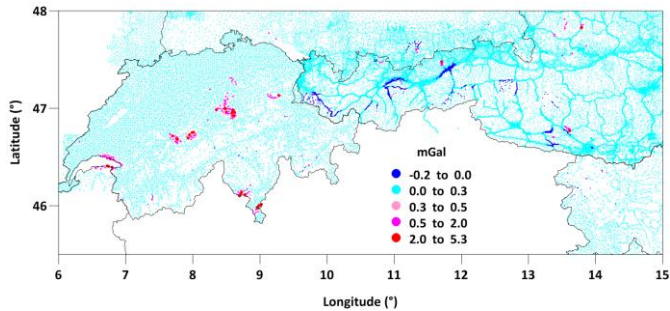 48
47
46
Latitude (°)
mGal
-0.2 to 0.0
0.0 to 0.3
0.3 to 0.5
0.5 to 2.0
2.0 to 5.3
6 7 8 9 10 11 12 13 14 15
Longitude (°)